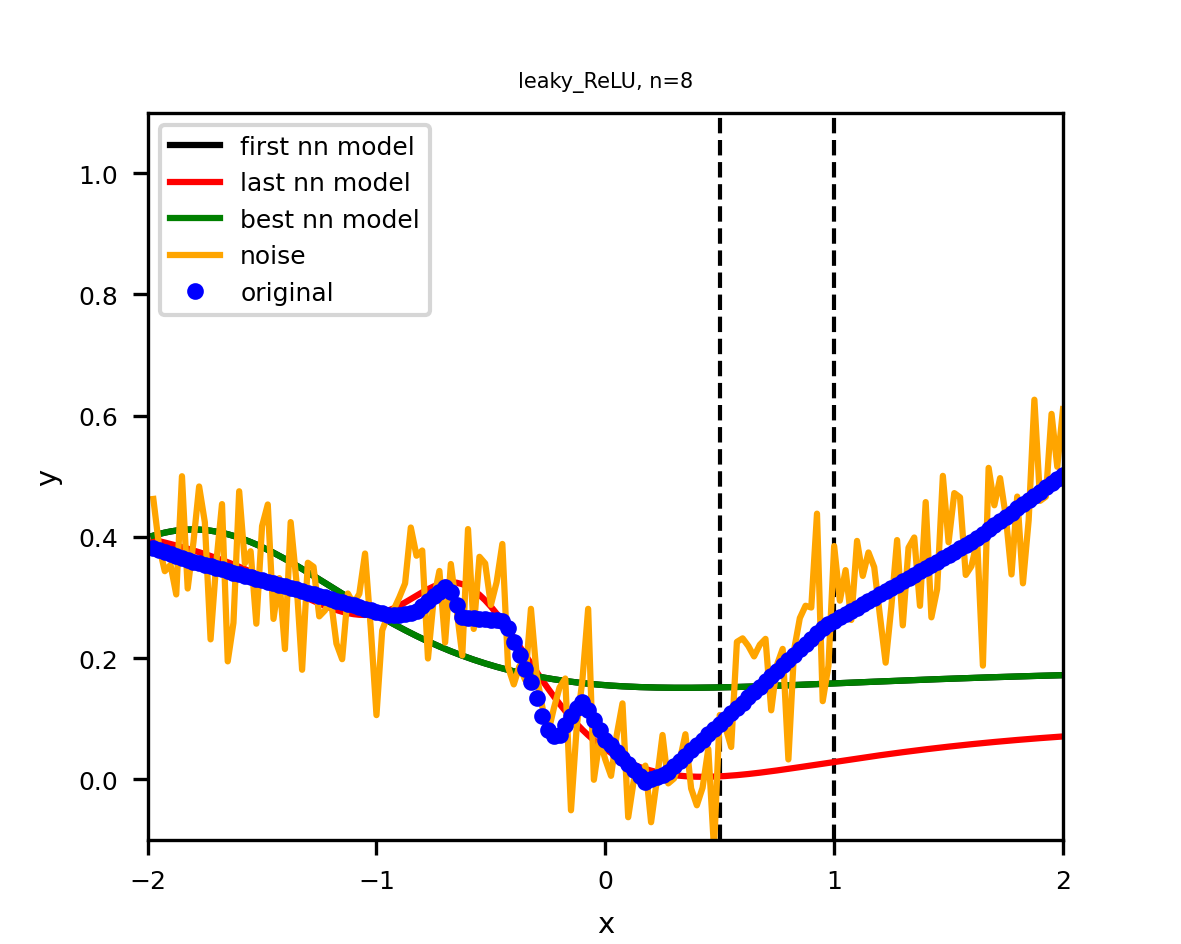 leaky_ReLU, n=8
first nn model
last nn model
best nn model
noise
original
1.0
0.8
0.6
0.4
0.2
0.0
y
−2
−1
0
1
2
x